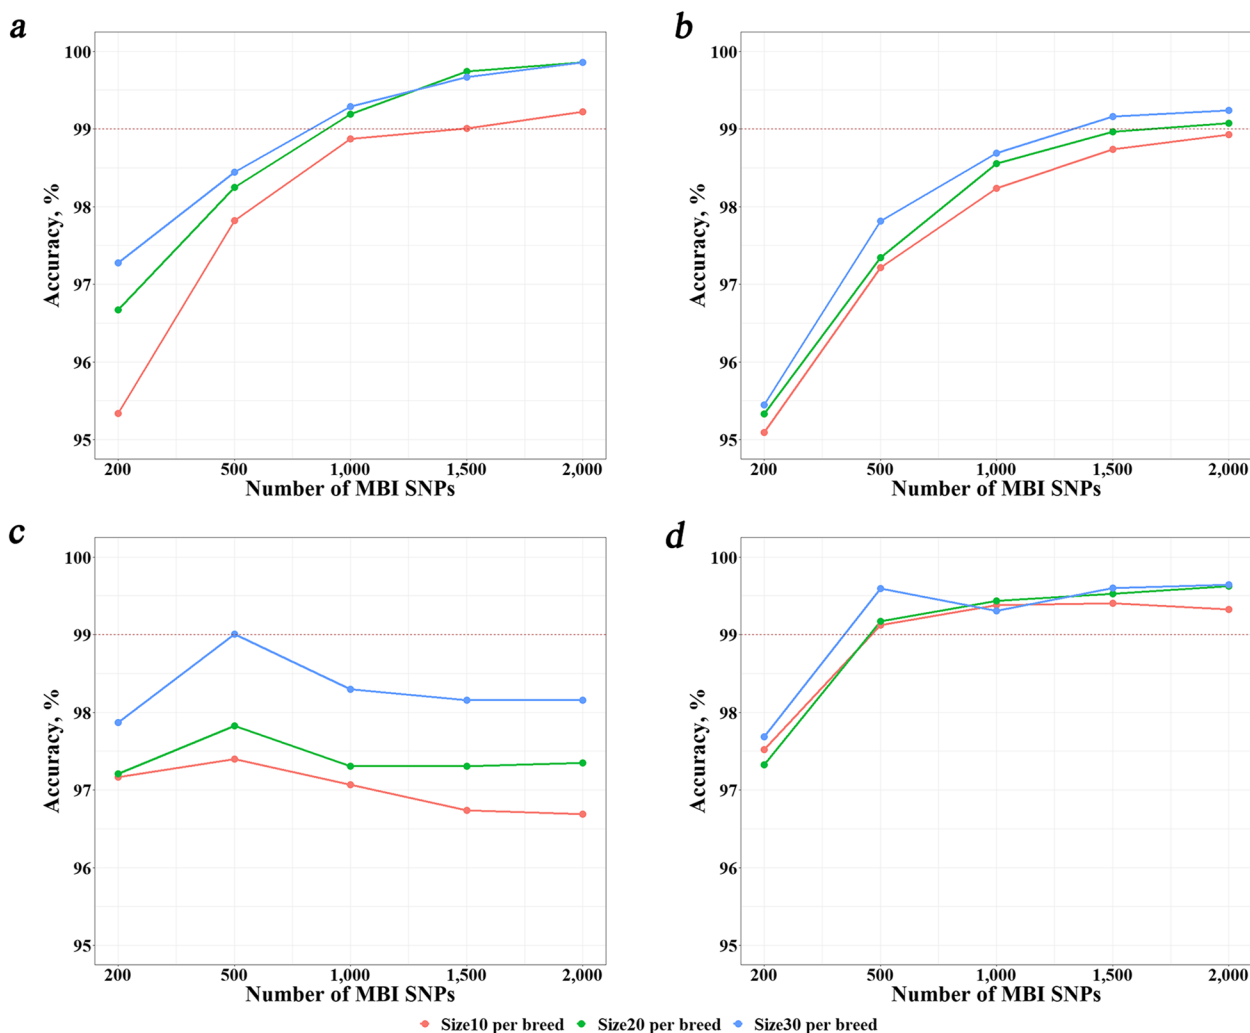 a
b
100
99
98
97
96
95
Accuracy, %
200 500 1,000 1,500 2,000
Number of MBI SNPs
100
99
98
97
96
95
Accuracy, %
200 500 1,000 1,500 2,000
Number of MBI SNPs
c
d
100
99
98
97
96
95
Accuracy, %
200 500 1,000 1,500 2,000
Number of MBI SNPs
100
99
98
97
96
95
Accuracy, %
200 500 1,000 1,500 2,000
Number of MBI SNPs
Size10 per breed Size20 per breed Size30 per breed